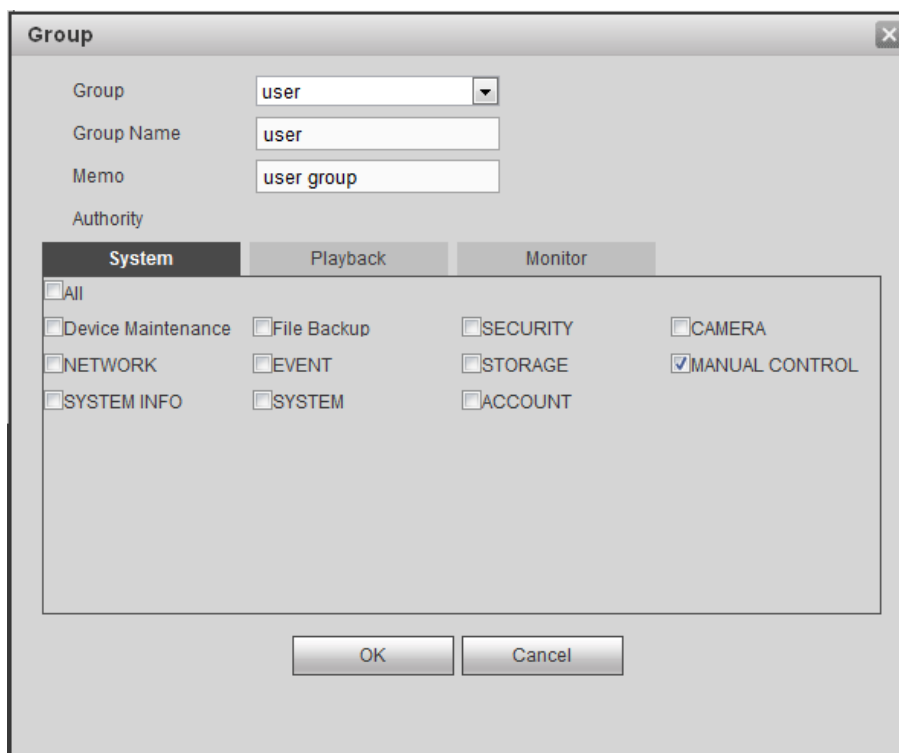 Group
Group user
Group Name user
Memo user group
Authority
System Playback Monitor
All
Device Maintenance File Backup SECURITY CAMERA
NETWORK EVENT STORAGE MANUAL CONTROL
SYSTEM INFO SYSTEM ACCOUNT
OK Cancel